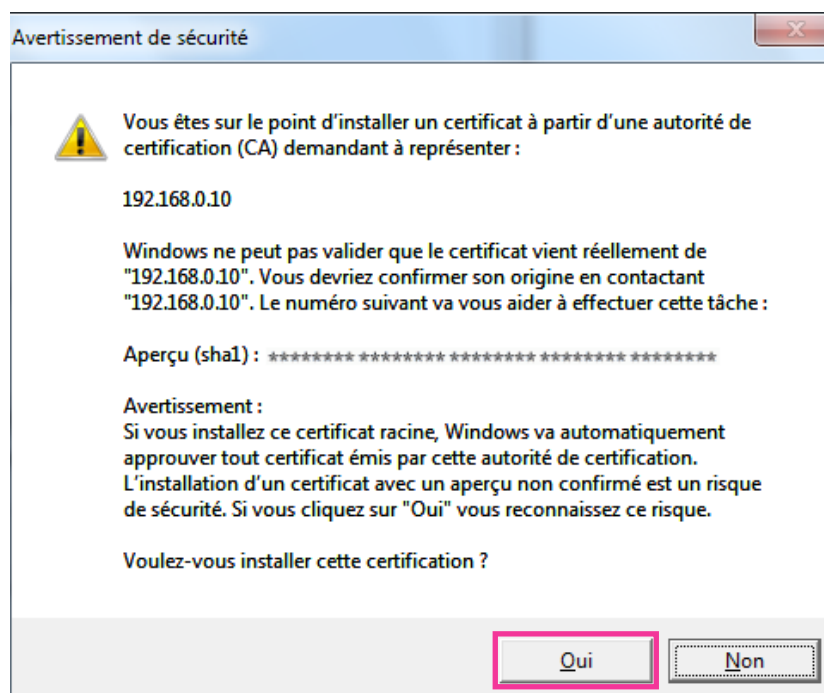 Avertissement de sécurité
Vous êtes sur le point d'installer un certificat à partir d'une autorité de
certification (CA) demandant à représenter :
192.168.0.10
Windows ne peut pas valider que le certificat vient réellement de
"192.168.0.10". Vous devriez confirmer son origine en contactant
"192.168.0.10". Le numéro suivant va vous aider à effectuer cette tâche :
Aperçu (sha1) : ******** ******** ******** ******** ********
Avertissement :
Si vous installez ce certificat racine, Windows va automatiquement
approuver tout certificat émis par cette autorité de certification.
L'installation d'un certificat avec un aperçu non confirmé est un risque
de sécurité. Si vous cliquez sur "Oui" vous reconnaissez ce risque.
Voulez-vous installer cette certification ?
Oui
Non